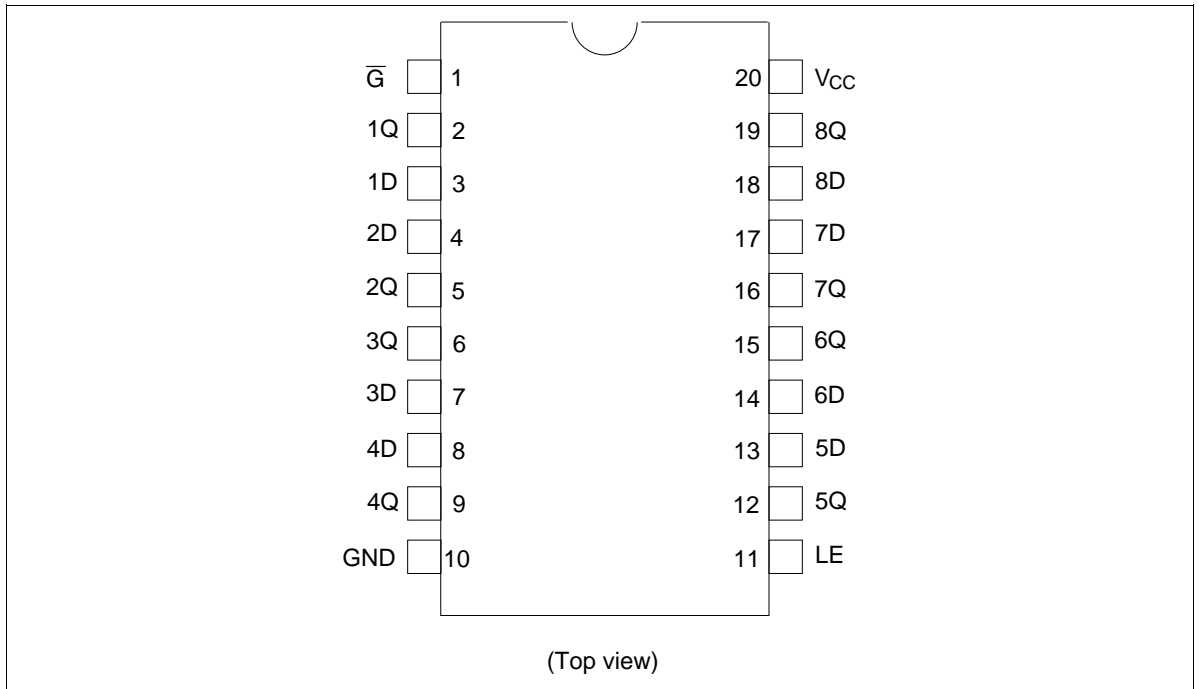 G̅ 1 20 VCC
1Q 2 19 8Q
1D 3 18 8D
2D 4 17 7D
2Q 5 16 7Q
3Q 6 15 6Q
3D 7 14 6D
4D 8 13 5D
4Q 9 12 5Q
GND 10 11 LE
(Top view)